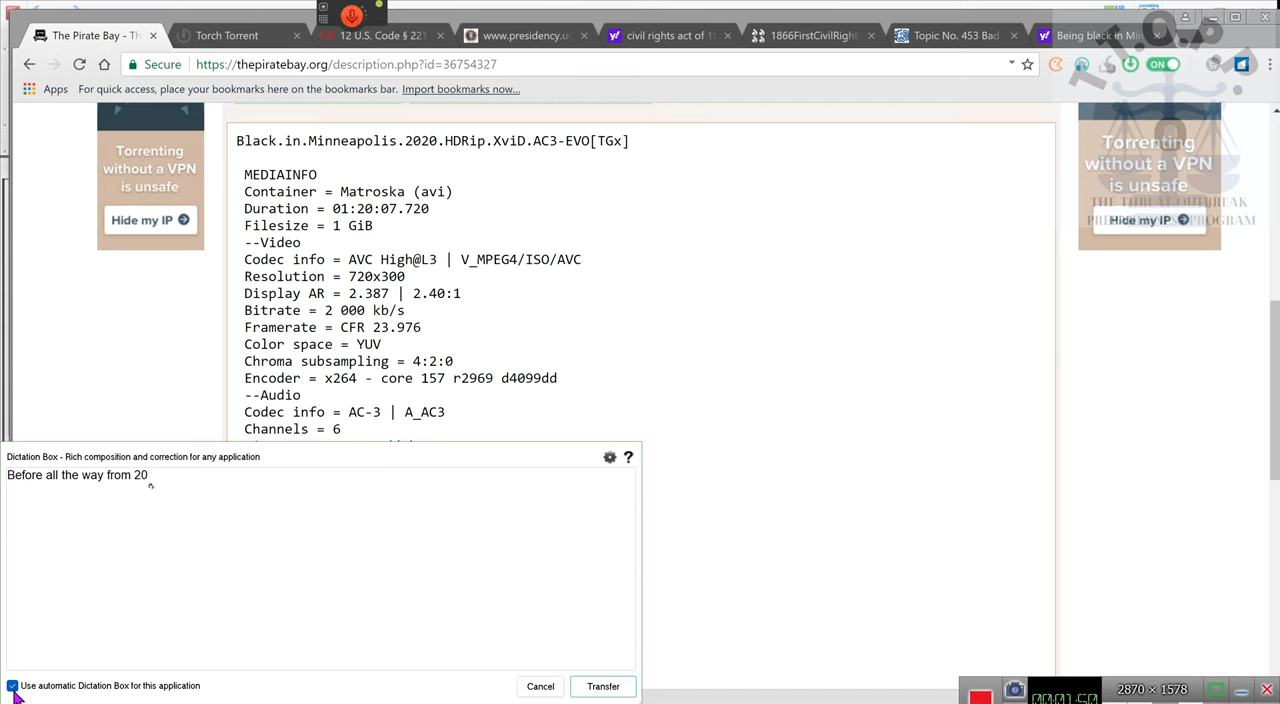 The Pirate Bay - Th
Torch Torrent
12 U.S. Code § 221
www.presidency.uc
civil rights act of 18
1866FirstCivilRight
Topic No. 453 Bad
Being black in Min
Secure
https://thepiratebay.org/description.php?id=36754327
ON
Apps
For quick access, place your bookmarks here on the bookmarks bar. Import bookmarks now...
Torrenting
without a VPN
is unsafe
Hide my IP
Black.in.Minneapolis.2020.HDRip.XviD.AC3-EVO[TGx]
MEDIAINFO
Container = Matroska (avi)
Duration = 01:20:07.720
Filesize = 1 GiB
--Video
Codec info = AVC High@L3 | V_MPEG4/ISO/AVC
Resolution = 720x300
Display AR = 2.387 | 2.40:1
Bitrate = 2 000 kb/s
Framerate = CFR 23.976
Color space = YUV
Chroma subsampling = 4:2:0
Encoder = x264 - core 157 r2969 d4099dd
--Audio
Codec info = AC-3 | A_AC3
Channels = 6
Torrenting
without a VPN
is unsafe
Hide my IP
THE THREAT OUTBREAK
PROGRAM
Dictation Box - Rich composition and correction for any application
?
Before all the way from 20
Use automatic Dictation Box for this application
Cancel
Transfer
2870 × 1578